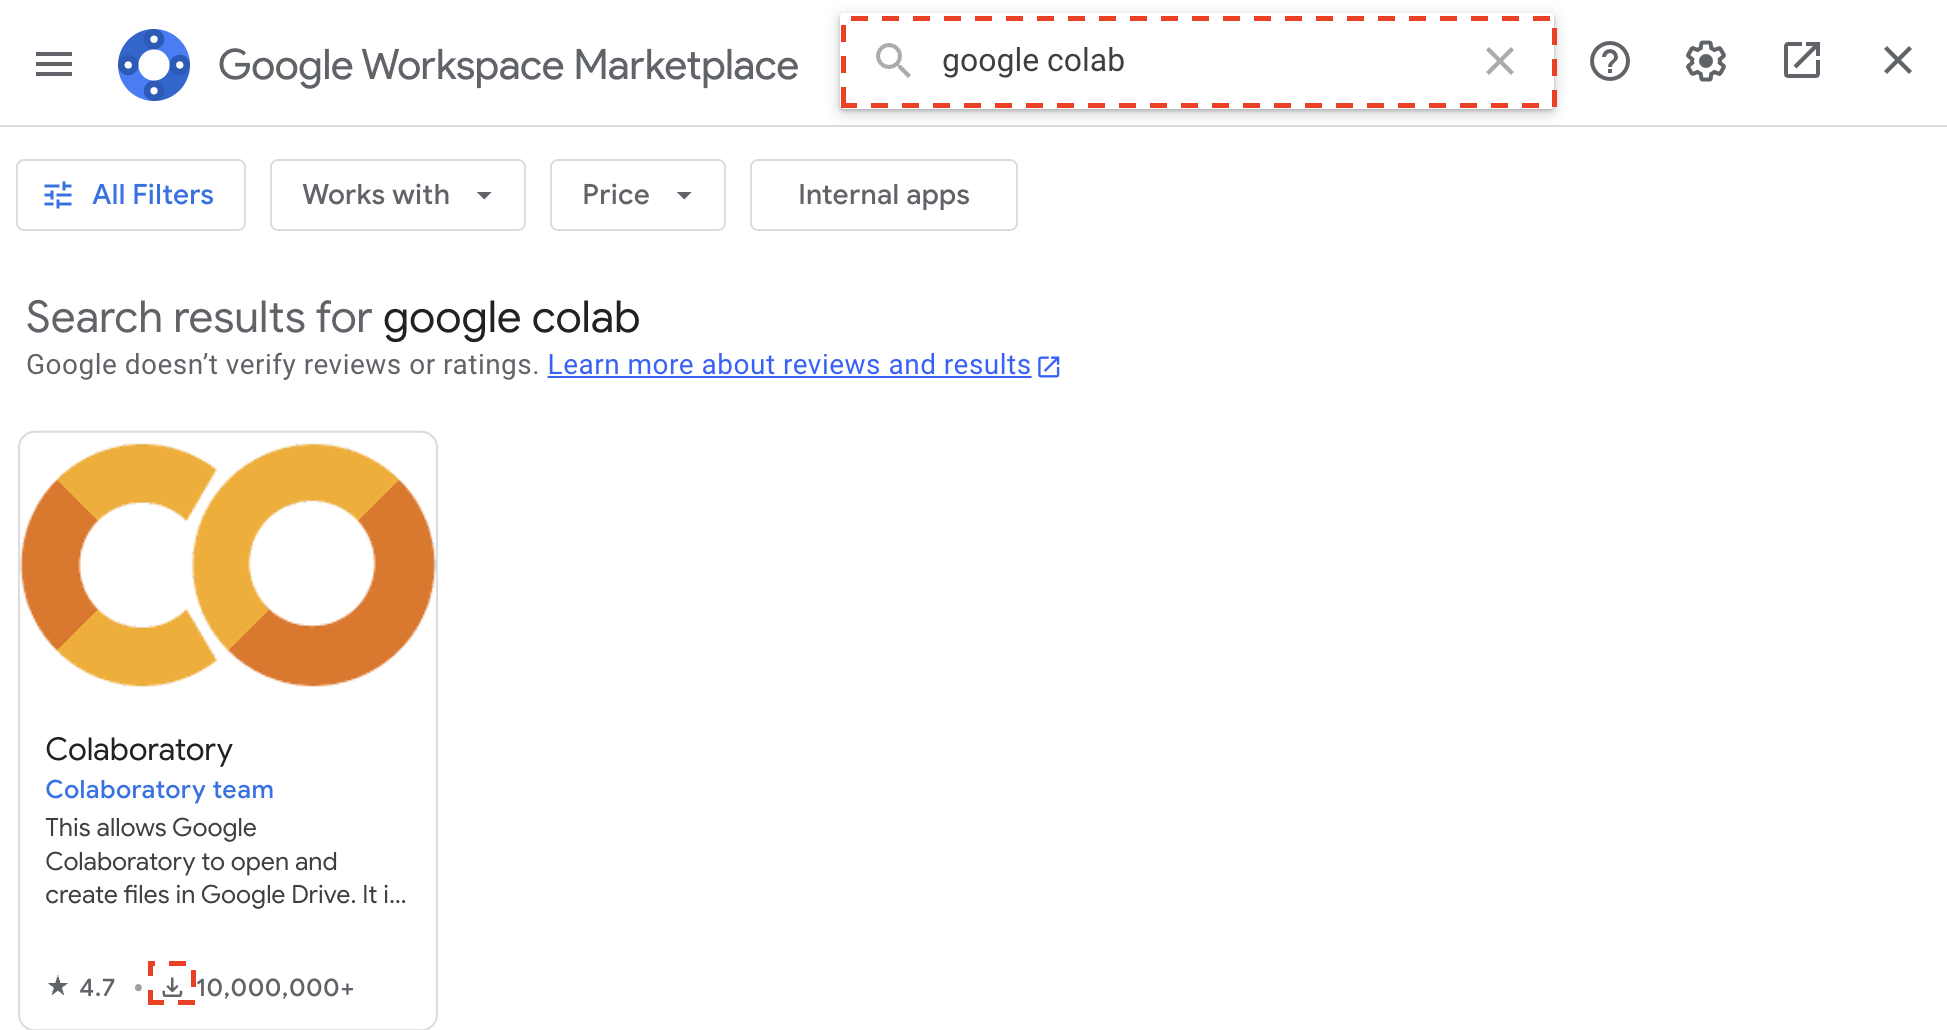 Google Workspace Marketplace
google colab
All Filters
Works with
Price
Internal apps
Search results for google colab
Google doesn’t verify reviews or ratings. Learn more about reviews and results
Colaboratory
Colaboratory team
This allows Google
Colaboratory to open and
create files in Google Drive. It i...
★ 4.7 • 10,000,000+